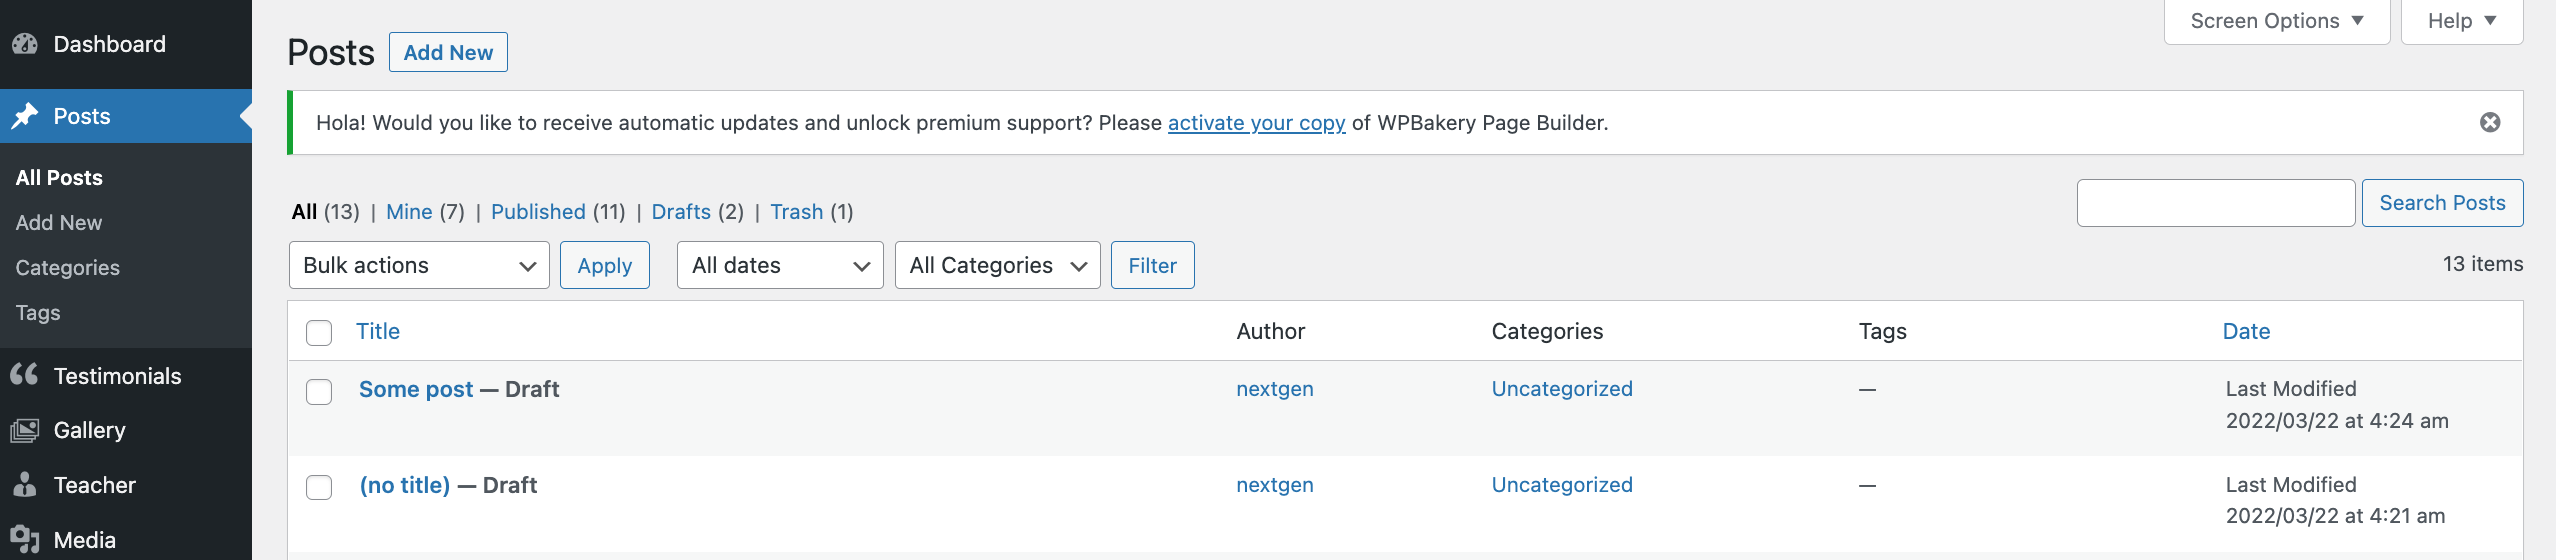 Dashboard
Posts
All Posts
Add New
Categories
Tags
Testimonials
Gallery
Teacher
Media
Screen Options
Help
Posts Add New
Hola! Would you like to receive automatic updates and unlock premium support? Please activate your copy of WPBakery Page Builder.
All (13) | Mine (7) | Published (11) | Drafts (2) | Trash (1)
Search Posts
Bulk actions Apply All dates All Categories Filter
13 items
Title Author Categories Tags Date
Some post — Draft nextgen Uncategorized — Last Modified
2022/03/22 at 4:24 am
(no title) — Draft nextgen Uncategorized — Last Modified
2022/03/22 at 4:21 am